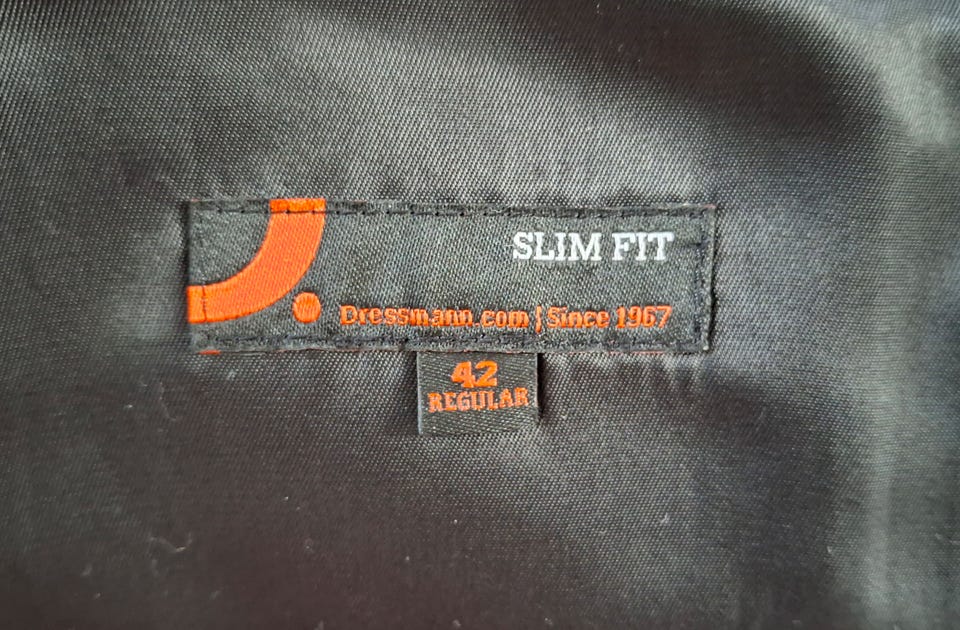 SLIM FIT
Dressmann.com | Since 1967
42
REGULAR